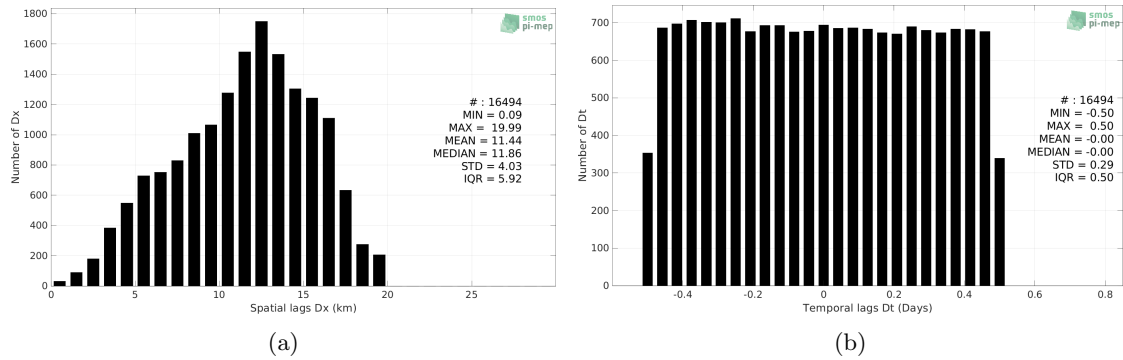 1800
1600
1400
1200
1000
800
600
400
200
0
Number of Dx
0 5 10 15 20 25
Spatial lags Dx (km)
smos
pi-mep
# : 16494
MIN = 0.09
MAX = 19.99
MEAN = 11.44
MEDIAN = 11.86
STD = 4.03
IQR = 5.92
(a)
700
600
500
400
300
200
100
0
Number of Dt
-0.4 -0.2 0 0.2 0.4 0.6 0.8
Temporal lags Dt (Days)
smos
pi-mep
# : 16494
MIN = -0.50
MAX = 0.50
MEAN = -0.00
MEDIAN = -0.00
STD = 0.29
IQR = 0.50
(b)